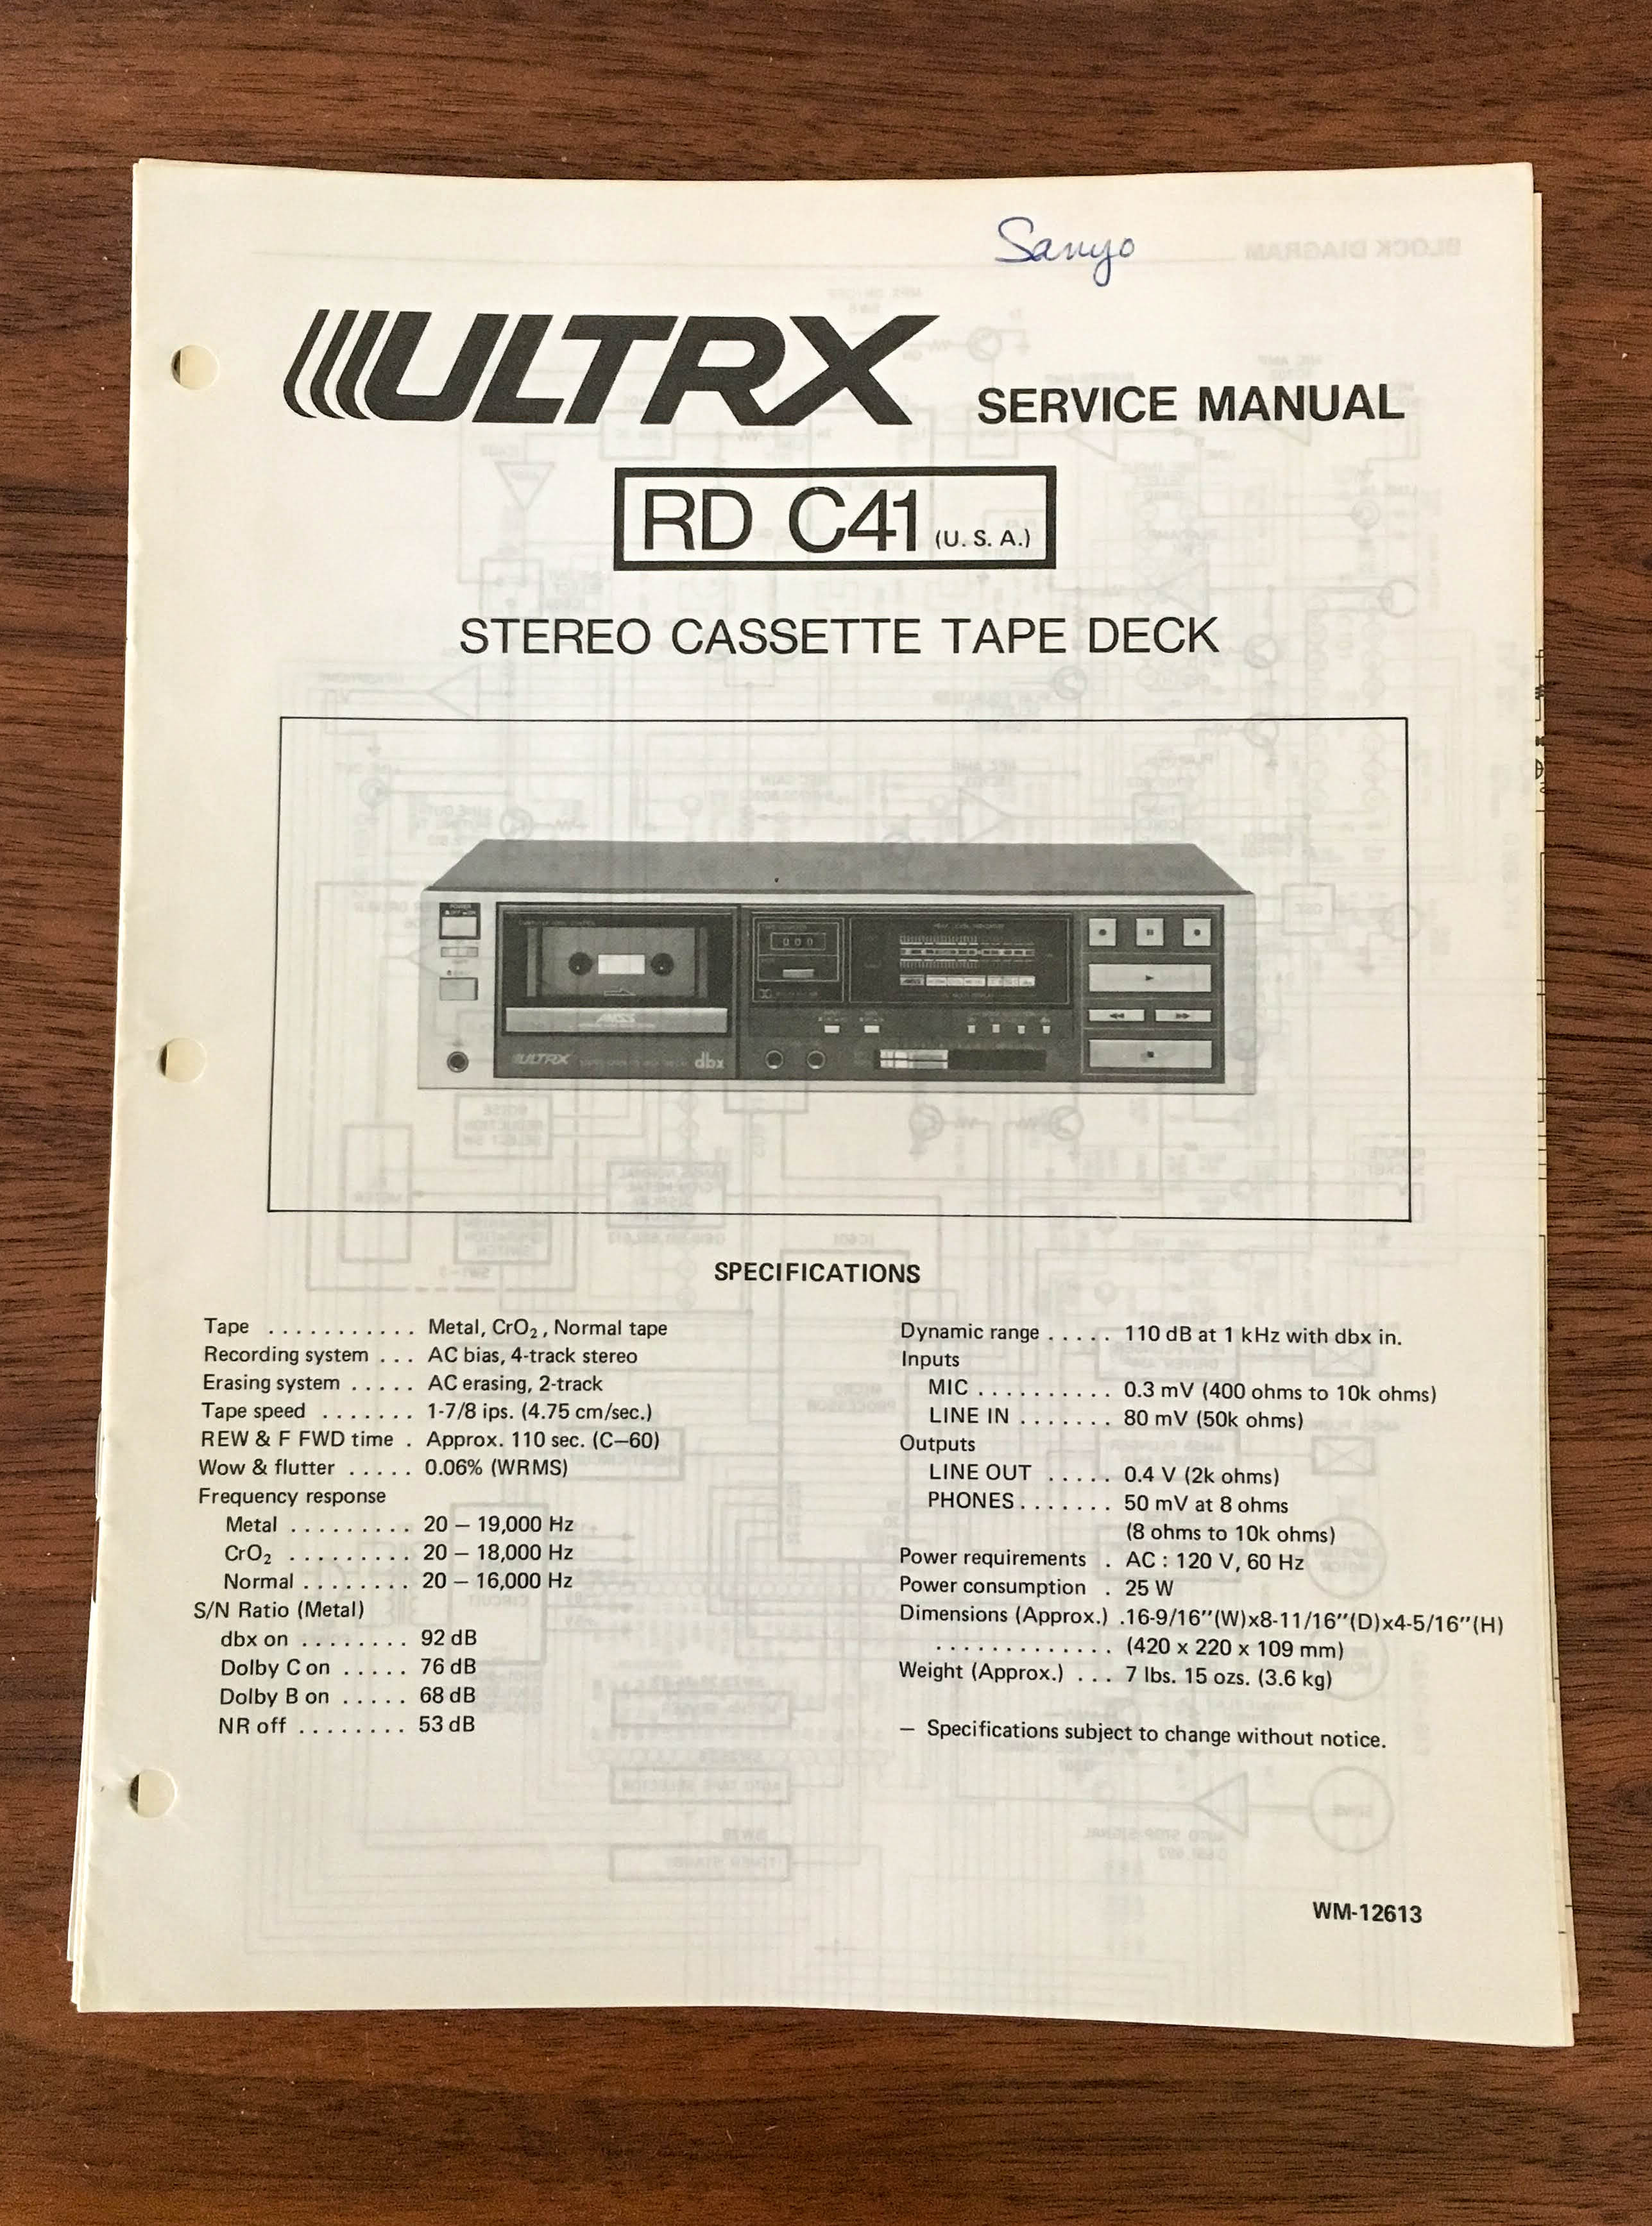 Sanyo
ULTRX SERVICE MANUAL
RD C41 (U. S. A.)
STEREO CASSETTE TAPE DECK
POWER
000
AMSS
ULTRX
dbx
SPECIFICATIONS
Tape ........... Metal, CrO₂, Normal tape
Recording system ... AC bias, 4-track stereo
Erasing system ..... AC erasing, 2-track
Tape speed ....... 1-7/8 ips. (4.75 cm/sec.)
REW & F FWD time . Approx. 110 sec. (C–60)
Wow & flutter ..... 0.06% (WRMS)
Frequency response
Metal ......... 20 – 19,000 Hz
CrO₂ ......... 20 – 18,000 Hz
Normal ........ 20 – 16,000 Hz
S/N Ratio (Metal)
dbx on ........ 92 dB
Dolby C on ..... 76 dB
Dolby B on ..... 68 dB
NR off ........ 53 dB
Dynamic range ..... 110 dB at 1 kHz with dbx in.
Inputs
MIC .......... 0.3 mV (400 ohms to 10k ohms)
LINE IN ....... 80 mV (50k ohms)
Outputs
LINE OUT ..... 0.4 V (2k ohms)
PHONES ....... 50 mV at 8 ohms
(8 ohms to 10k ohms)
Power requirements . AC : 120 V, 60 Hz
Power consumption . 25 W
Dimensions (Approx.) .16-9/16"(W)x8-11/16"(D)x4-5/16"(H)
............. (420 x 220 x 109 mm)
Weight (Approx.) ... 7 lbs. 15 ozs. (3.6 kg)
– Specifications subject to change without notice.
WM-12613